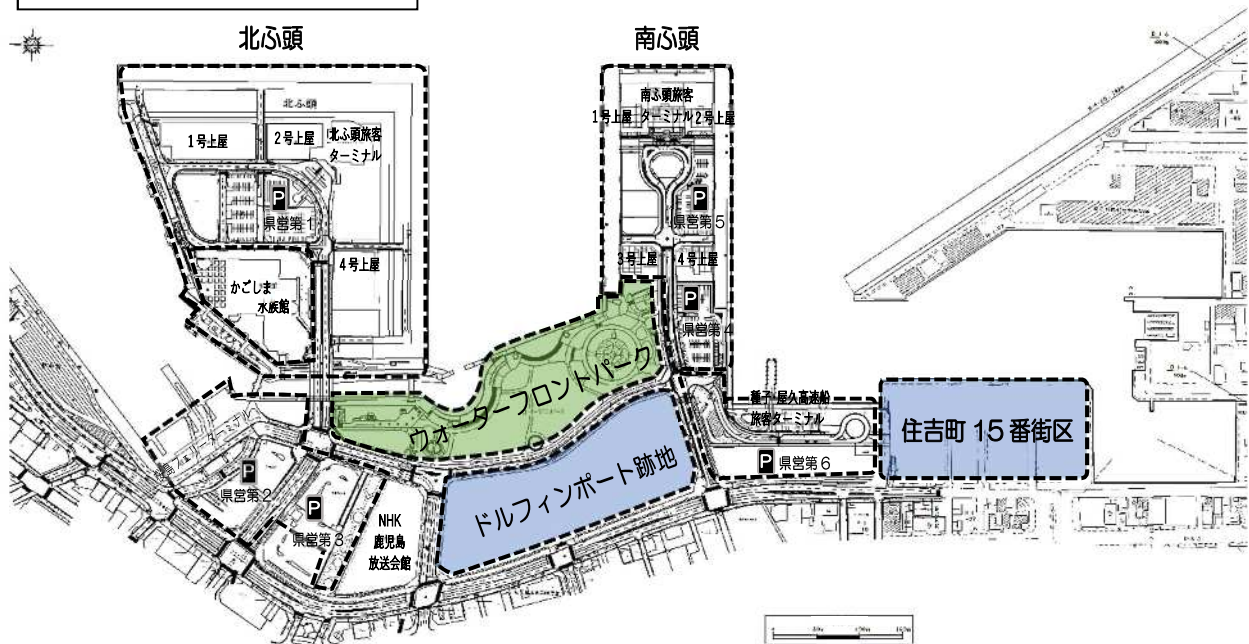 北ふ頭
南ふ頭
北ふ頭
1号上屋
2号上屋
北ふ頭旅客
ターミナル
P
県営第1
4号上屋
かごしま
水族館
南ふ頭旅客
ターミナル
1号上屋
2号上屋
P
県営第5
3号上屋
4号上屋
P
県営第4
ウォーターフロントパーク
種子・屋久高速船
旅客ターミナル
P 県営第6
住吉町 15 番街区
ドルフィンポート跡地
P
県営第2
P
県営第3
NHK
鹿児島
放送会館